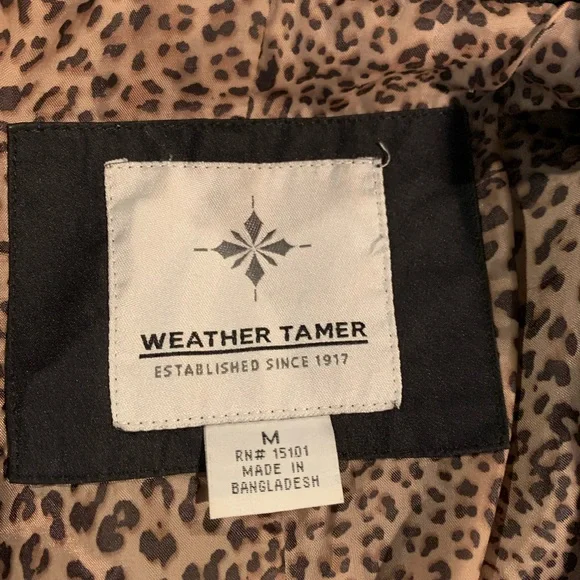 WEATHER TAMER
ESTABLISHED SINCE 1917
M
RN# 15101
MADE IN
BANGLADESH